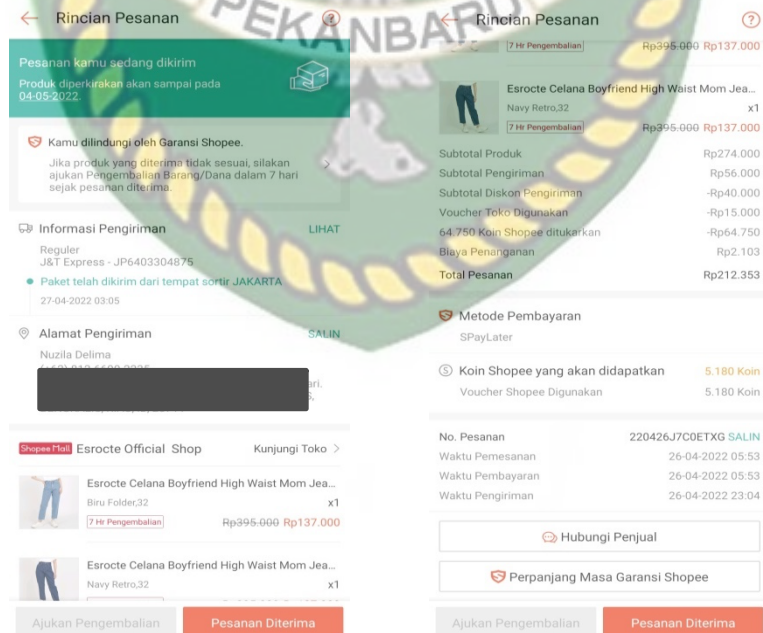 PEKANBARU
Rincian Pesanan
Pesanan kamu sedang dikirim
Produk diperkirakan akan sampai pada
04-05-2022.
Kamu dilindungi oleh Garansi Shopee.
Jika produk yang diterima tidak sesuai, silakan
ajukan Pengembalian Barang/Dana dalam 7 hari
sejak pesanan diterima.
Informasi Pengiriman LIHAT
Reguler
J&T Express - JP6403304875
Paket telah dikirim dari tempat sortir JAKARTA
27-04-2022 03:05
Alamat Pengiriman SALIN
Nuzila Delima
Shopee Mall Esrocte Official Shop Kunjungi Toko >
Esrocte Celana Boyfriend High Waist Mom Jea...
Biru Folder,32 x1
7 Hr Pengembalian Rp395.000 Rp137.000
Esrocte Celana Boyfriend High Waist Mom Jea...
Navy Retro,32 x1
Ajukan Pengembalian Pesanan Diterima
Rincian Pesanan
7 Hr Pengembalian Rp395.000 Rp137.000
Esrocte Celana Boyfriend High Waist Mom Jea...
Navy Retro,32 x1
7 Hr Pengembalian Rp395.000 Rp137.000
Subtotal Produk Rp274.000
Subtotal Pengiriman Rp56.000
Subtotal Diskon Pengiriman -Rp40.000
Voucher Toko Digunakan -Rp15.000
64.750 Koin Shopee ditukarkan -Rp64.750
Biaya Penanganan Rp2.103
Total Pesanan Rp212.353
Metode Pembayaran
SPayLater
Koin Shopee yang akan didapatkan 5.180 Koin
Voucher Shopee Digunakan 5.180 Koin
No. Pesanan 220426J7C0ETXG SALIN
Waktu Pemesanan 26-04-2022 05:53
Waktu Pembayaran 26-04-2022 05:53
Waktu Pengiriman 26-04-2022 23:04
Hubungi Penjual
Perpanjang Masa Garansi Shopee
Ajukan Pengembalian Pesanan Diterima